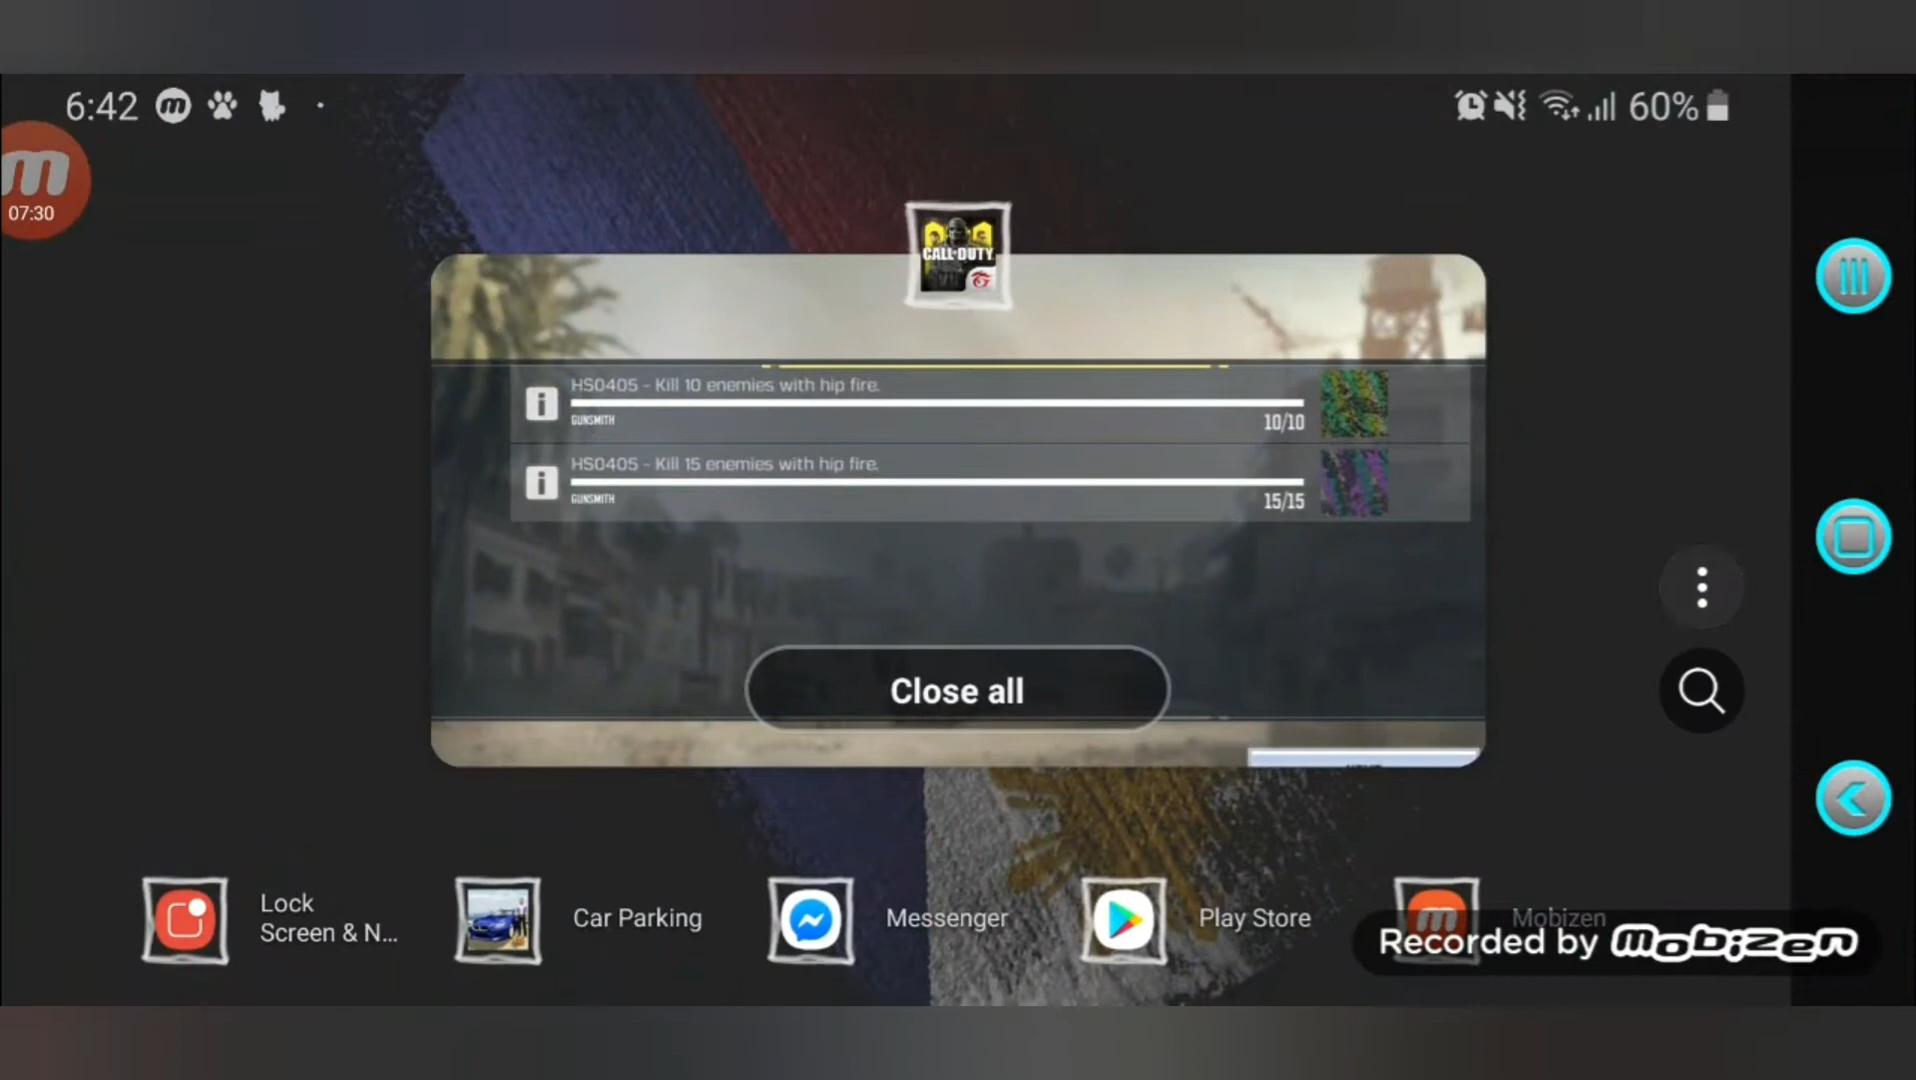 6:42
60%
m
07:30
CALL OF DUTY
HS0405 - Kill 10 enemies with hip fire.
GUNSMITH
10/10
HS0405 - Kill 15 enemies with hip fire.
GUNSMITH
15/15
Close all
Lock
Screen & N...
Car Parking
Messenger
Play Store
Mobizen
Recorded by mobizen